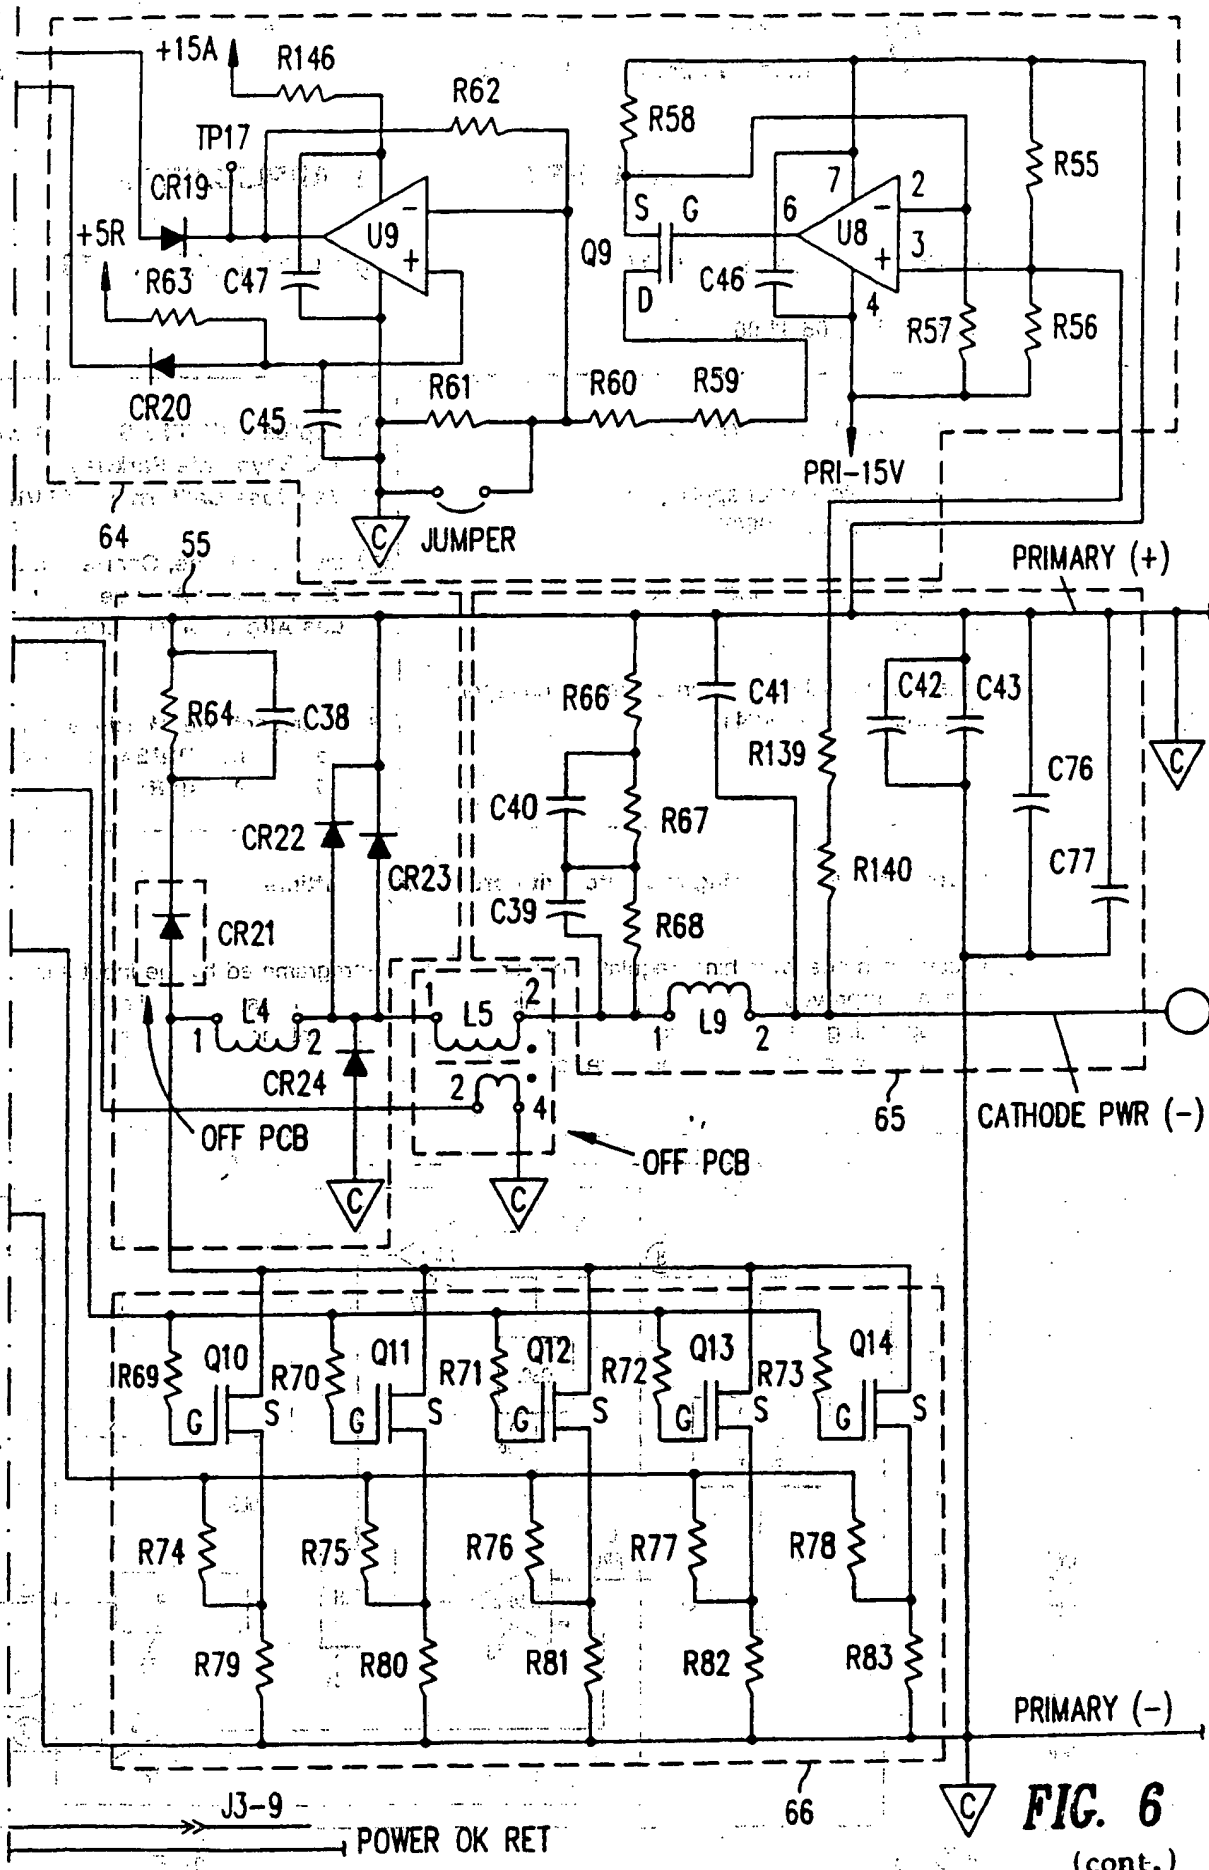 +15A
R146
R62
TP17
CR19
+5R
R63
C47
U9
-
+
CR20
C45
R61
R60
R59
JUMPER
C
64
R58
S
G
Q9
D
6
7
U8
-
+
2
3
4
C46
R57
R55
R56
PRI-15V
PRIMARY (+)
55
R64
C38
CR22
CR23
CR21
L4
1
2
CR24
OFF PCB
C
1
L5
2
2
4
C
OFF PCB
R66
C40
R67
C39
R68
C41
1
L9
2
R139
R140
C42
C43
C76
C77
C
65
CATHODE PWR (-)
R69
Q10
G
S
R70
Q11
G
S
R71
Q12
G
S
R72
Q13
G
S
R73
Q14
G
S
R74
R75
R76
R77
R78
R79
R80
R81
R82
R83
PRIMARY (-)
66
C
J3-9
POWER OK RET
FIG. 6
(cont.)